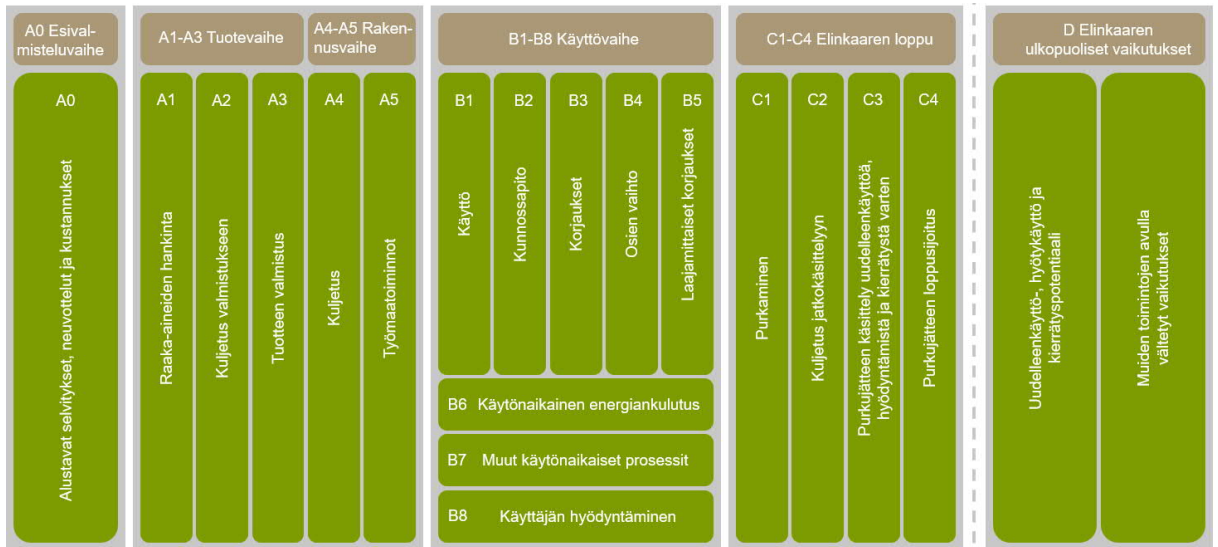 A0 Esival-
misteluvaihe
A0
Alustavat selvitykset, neuvottelut ja kustannukset
A1-A3 Tuotevaihe
A4-A5 Raken-
nusvaihe
A1
Raaka-aineiden hankinta
A2
Kuljetus valmistukseen
A3
Tuotteen valmistus
A4
Kuljetus
A5
Työmaatoiminnot
B1-B8 Käyttövaihe
B1
Käyttö
B2
Kunnossapito
B3
Korjaukset
B4
Osien vaihto
B5
Laajamittaiset korjaukset
B6 Käytönaikainen energiankulutus
B7 Muut käytönaikaiset prosessit
B8 Käyttäjän hyödyntäminen
C1-C4 Elinkaaren loppu
C1
Purkaminen
C2
Kuljetus jatkokäsittelyyn
C3
Purkujätteen käsittely uudelleenkäyttöä,
hyödyntämistä ja kierrätystä varten
C4
Purkujätteen loppusijoitus
D Elinkaaren
ulkopuoliset vaikutukset
Uudelleenkäyttö-, hyötykäyttö ja
kierrätyspotentiaali
Muiden toimintojen avulla
vältetyt vaikutukset